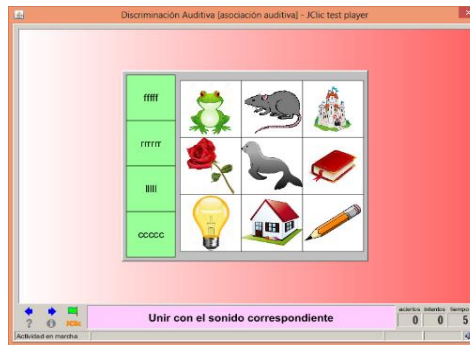 Discriminación Auditiva [asociación auditiva] - JClic test player
fffff
rrrrrr
lllll
ccccc
Unir con el sonido correspondiente
aciertos intentos tiempo
0 0 5
JClic
Actividad en marcha